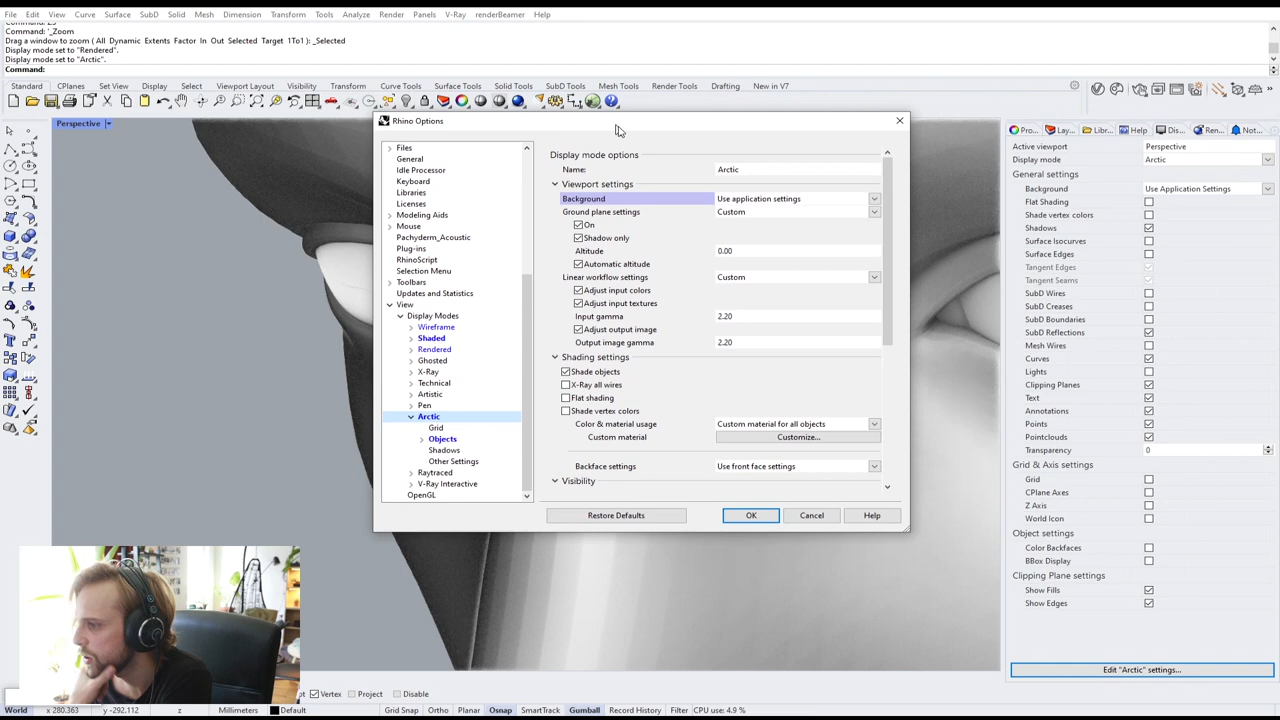 File Edit View Curve Surface SubD Solid Mesh Dimension Transform Tools Analyze Render Panels V-Ray renderBeamer Help
Command: '_Zoom
Drag a window to zoom ( All Dynamic Extents Factor In Out Selected Target 1To1 ): _Selected
Display mode set to "Rendered".
Display mode set to "Arctic".
Command:
Standard CPlanes Set View Display Select Viewport Layout Visibility Transform Curve Tools Surface Tools Solid Tools SubD Tools Mesh Tools Render Tools Drafting New in V7
Perspective
Rhino Options
Files
General
Idle Processor
Keyboard
Libraries
Licenses
Modeling Aids
Mouse
Pachyderm_Acoustic
Plug-ins
RhinoScript
Selection Menu
Toolbars
Updates and Statistics
View
Display Modes
Wireframe
Shaded
Rendered
Ghosted
X-Ray
Technical
Artistic
Pen
Arctic
Grid
Objects
Shadows
Other Settings
Raytraced
V-Ray Interactive
OpenGL
Display mode options
Name: Arctic
Viewport settings
Background Use application settings
Ground plane settings Custom
On
Shadow only
Altitude 0.00
Automatic altitude
Linear workflow settings Custom
Adjust input colors
Adjust input textures
Input gamma 2.20
Adjust output image
Output image gamma 2.20
Shading settings
Shade objects
X-Ray all wires
Flat shading
Shade vertex colors
Color & material usage Custom material for all objects
Custom material Customize...
Backface settings Use front face settings
Visibility
Restore Defaults OK Cancel Help
Pro... Lay... Libr... Help Dis... Ren... Not...
Active viewport Perspective
Display mode Arctic
General settings
Background Use Application Settings
Flat Shading
Shade vertex colors
Shadows
Surface Isocurves
Surface Edges
Tangent Edges
Tangent Seams
SubD Wires
SubD Creases
SubD Boundaries
SubD Reflections
Mesh Wires
Curves
Lights
Clipping Planes
Text
Annotations
Points
Pointclouds
Transparency 0
Grid & Axis settings
Grid
CPlane Axes
Z Axis
World Icon
Object settings
Color Backfaces
BBox Display
Clipping Plane settings
Show Fills
Show Edges
Edit "Arctic" settings...
Vertex Project Disable
World x 280.363 y -292.112 z Millimeters Default Grid Snap Ortho Planar Osnap SmartTrack Gumball Record History Filter CPU use: 4.9 %